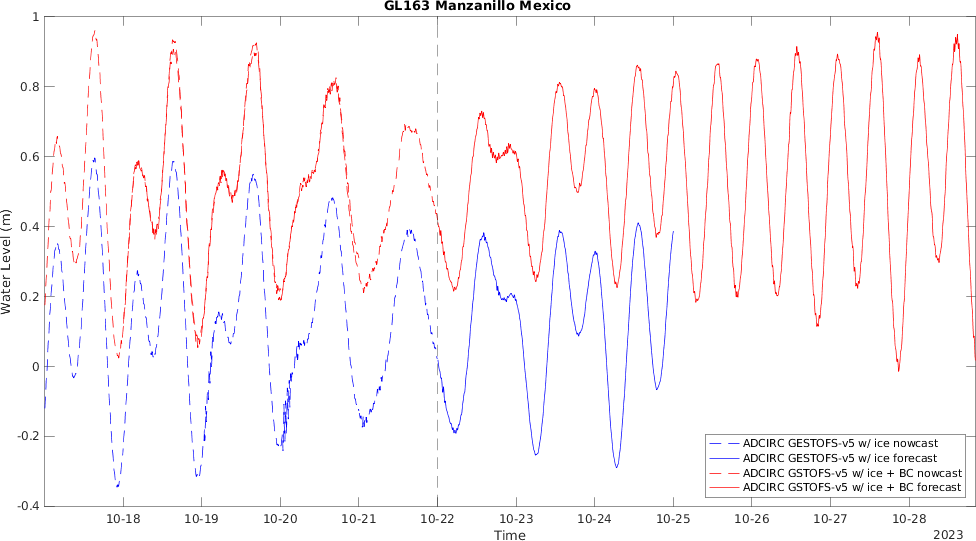 GL163 Manzanillo Mexico
1
0.8
0.6
0.4
0.2
0
-0.2
-0.4
Water Level (m)
ADCIRC GESTOFS-v5 w/ ice nowcast
ADCIRC GESTOFS-v5 w/ ice forecast
ADCIRC GSTOFS-v5 w/ ice + BC nowcast
ADCIRC GSTOFS-v5 w/ ice + BC forecast
10-18 10-19 10-20 10-21 10-22 10-23 10-24 10-25 10-26 10-27 10-28
Time
2023